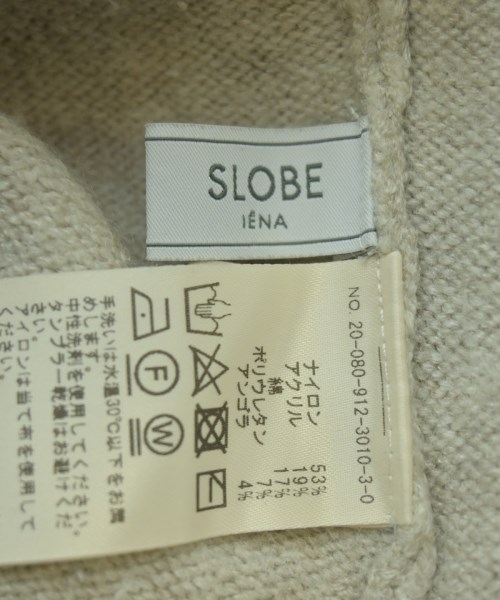 SLOBE
IÉNA
NO. 20-080-912-3010-3-0
ナイロン 53%
アクリル 19%
綿 17%
ポリウレタン 7%
アンゴラ 4%
F
W
手洗いは水温30℃以下をお薦
めします。
中性洗剤を使用してください。
タンブラー乾燥はお避けくだ
さい。
アイロンは当て布を使用して
ください。